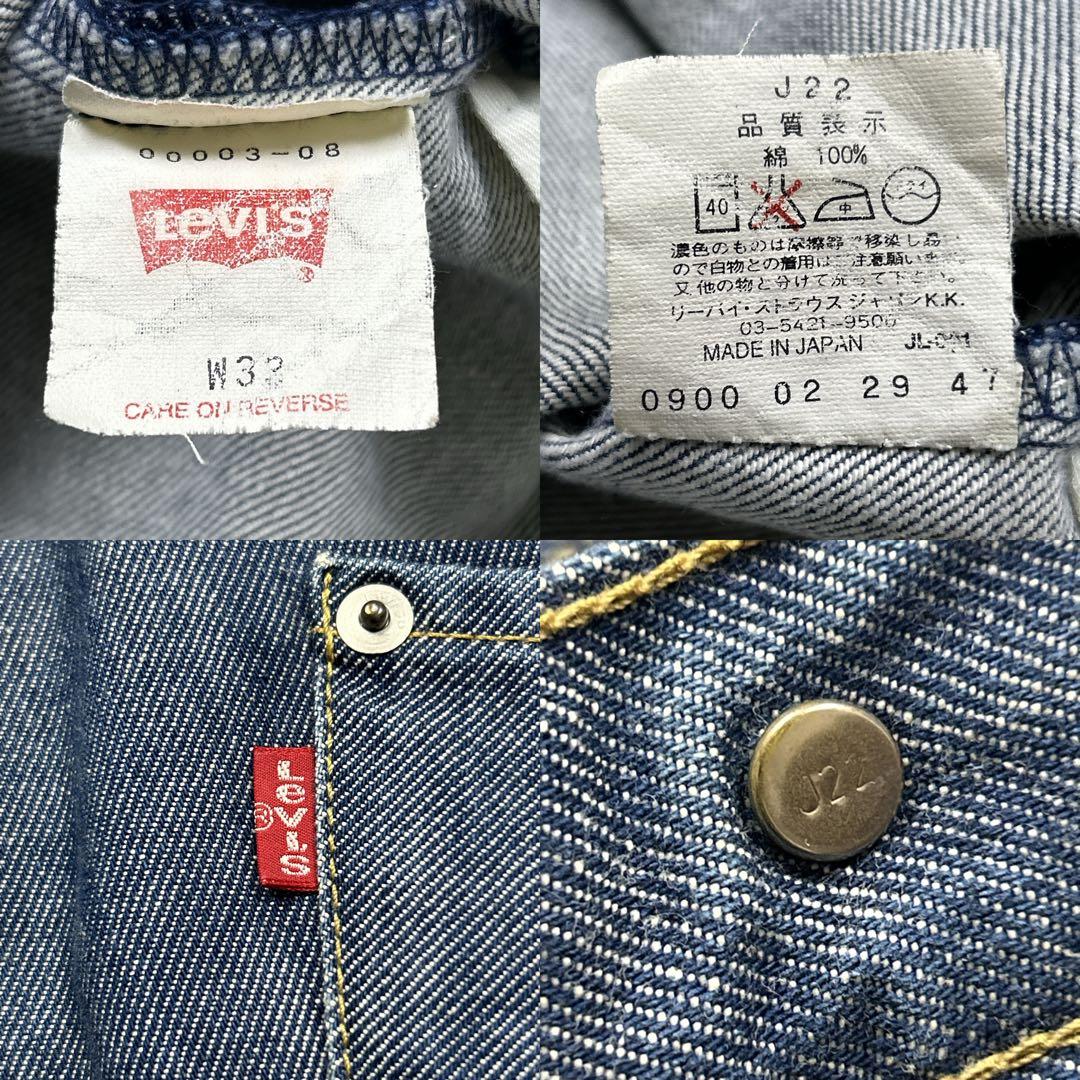 00003-08
LEVI'S
®
W33
CARE ON REVERSE
J22
品質表示
綿 100%
40 中
濃色のものは摩擦等で移染し易い
ので白物との着用はご注意願います。
又他の物と分けて洗って下さい。
リーバイ・ストラウス ジャパンK.K.
03-5421-9500
MADE IN JAPAN
0900 02 29 47
LEVI'S
®
J22